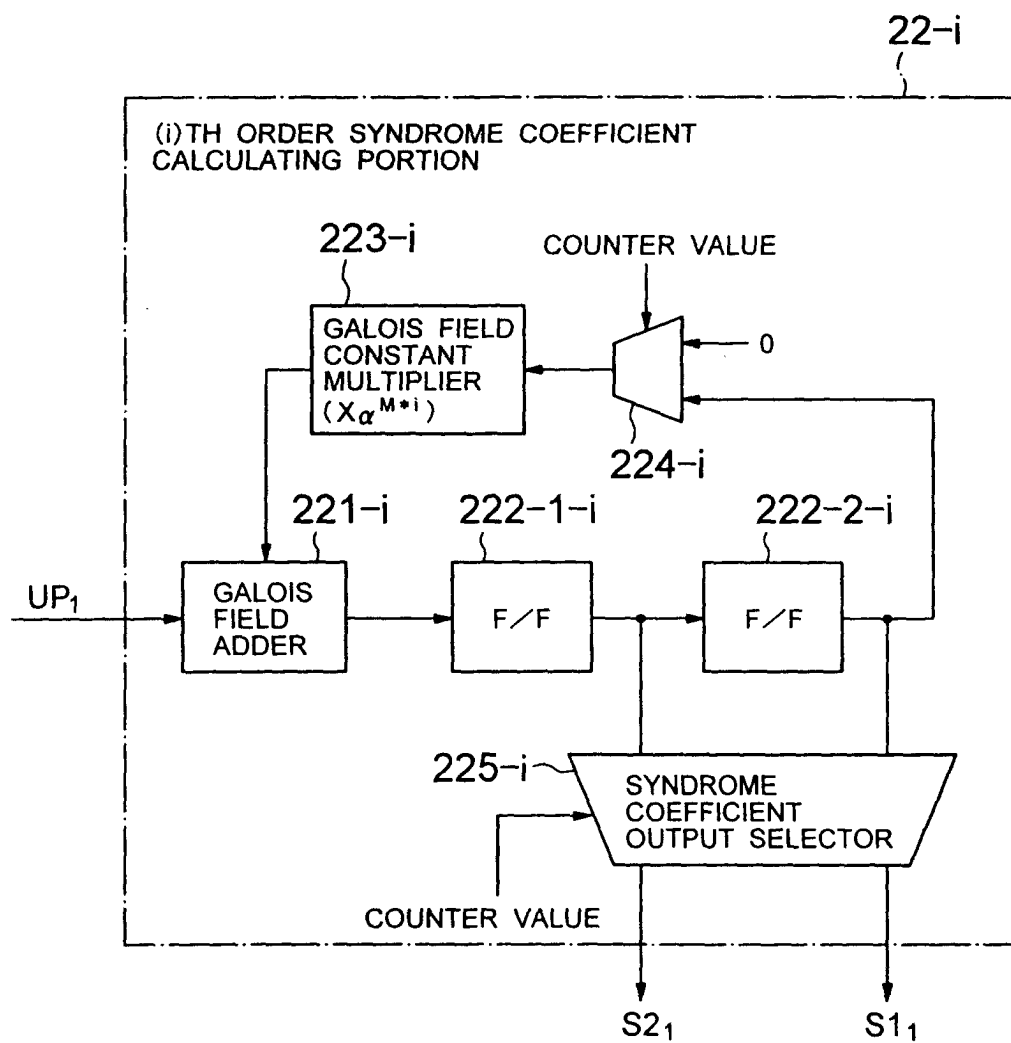 22-i
(i)TH ORDER SYNDROME COEFFICIENT
CALCULATING PORTION
223-i
COUNTER VALUE
GALOIS FIELD
CONSTANT
MULTIPLIER
(Xα^M*i)
0
224-i
221-i
222-1-i
222-2-i
UP₁
GALOIS
FIELD
ADDER
F/F
F/F
225-i
SYNDROME
COEFFICIENT
OUTPUT SELECTOR
COUNTER VALUE
S2₁
S1₁